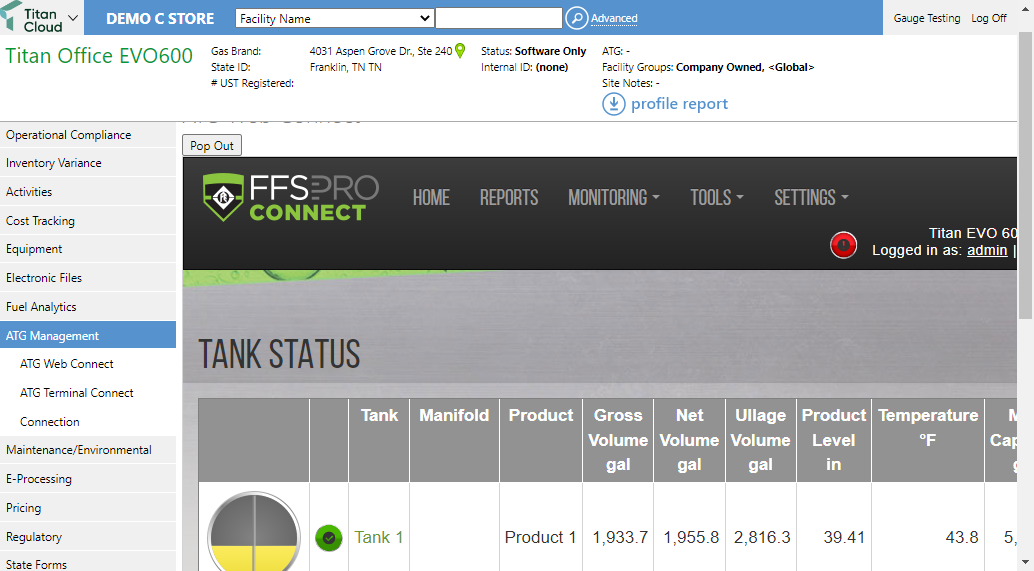 Titan Cloud
DEMO C STORE
Facility Name
Advanced
Gauge Testing Log Off
Titan Office EVO600
Gas Brand:
State ID:
# UST Registered:
4031 Aspen Grove Dr., Ste 240
Franklin, TN TN
Status: Software Only
Internal ID: (none)
ATG: -
Facility Groups: Company Owned, <Global>
Site Notes: -
profile report
Operational Compliance
Inventory Variance
Activities
Cost Tracking
Equipment
Electronic Files
Fuel Analytics
ATG Management
ATG Web Connect
ATG Terminal Connect
Connection
Maintenance/Environmental
E-Processing
Pricing
Regulatory
State Forms
Pop Out
FFS PRO
CONNECT
HOME REPORTS MONITORING TOOLS SETTINGS
Titan EVO 60
Logged in as: admin |
TANK STATUS
Tank Manifold Product Gross Volume gal Net Volume gal Ullage Volume gal Product Level in Temperature °F
Tank 1 Product 1 1,933.7 1,955.8 2,816.3 39.41 43.8 5,